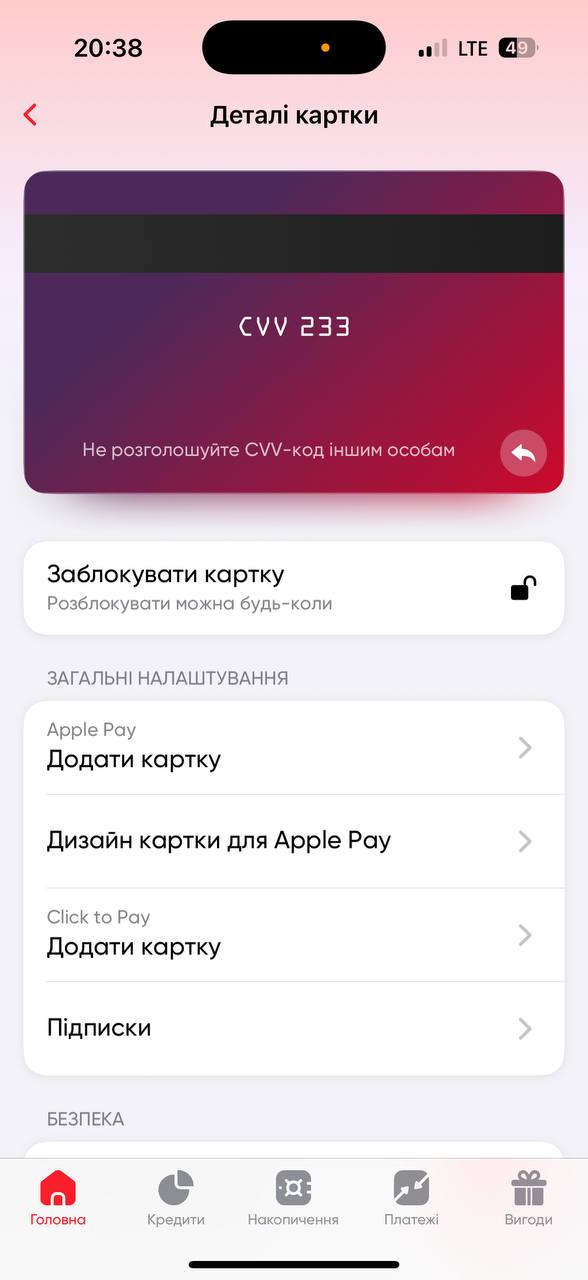 20:38
LTE
49
Деталі картки
CVV 233
Не розголошуйте CVV-код іншим особам
Заблокувати картку
Розблокувати можна будь-коли
ЗАГАЛЬНІ НАЛАШТУВАННЯ
Apple Pay
Додати картку
Дизайн картки для Apple Pay
Click to Pay
Додати картку
Підписки
БЕЗПЕКА
Головна
Кредити
Накопичення
Платежі
Вигоди